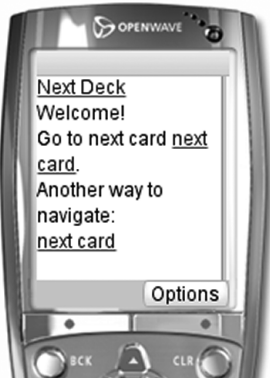 OPENWAVE
Next Deck
Welcome!
Go to next card next
card.
Another way to
navigate:
next card
Options
BCK
CLR